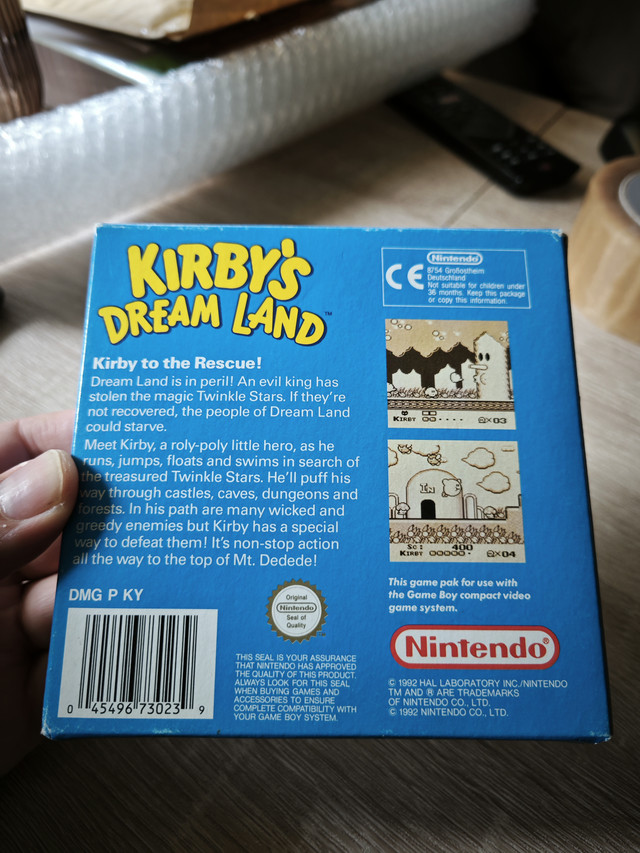 KIRBY'S
DREAM LAND™
Kirby to the Rescue!
Dream Land is in peril! An evil king has
stolen the magic Twinkle Stars. If they're
not recovered, the people of Dream Land
could starve.
Meet Kirby, a roly-poly little hero, as he
runs, jumps, floats and swims in search of
the treasured Twinkle Stars. He'll puff his
way through castles, caves, dungeons and
forests. In his path are many wicked and
greedy enemies but Kirby has a special
way to defeat them! It's non-stop action
all the way to the top of Mt. Dedede!
DMG P KY
0 45496 73023 9
Original
Nintendo
Seal of
Quality
THIS SEAL IS YOUR ASSURANCE
THAT NINTENDO HAS APPROVED
THE QUALITY OF THIS PRODUCT.
ALWAYS LOOK FOR THIS SEAL
WHEN BUYING GAMES AND
ACCESSORIES TO ENSURE
COMPLETE COMPATIBILITY WITH
YOUR GAME BOY SYSTEM.
CE
Nintendo
8754 Großostheim
Deutschland
Not suitable for children under
36 months. Keep this package
or copy this information.
KIRBY ×03
Sc 400
KIRBY ×04
This game pak for use with
the Game Boy compact video
game system.
Nintendo®
© 1992 HAL LABORATORY INC./NINTENDO
TM AND ® ARE TRADEMARKS
OF NINTENDO CO., LTD.
© 1992 NINTENDO CO., LTD.